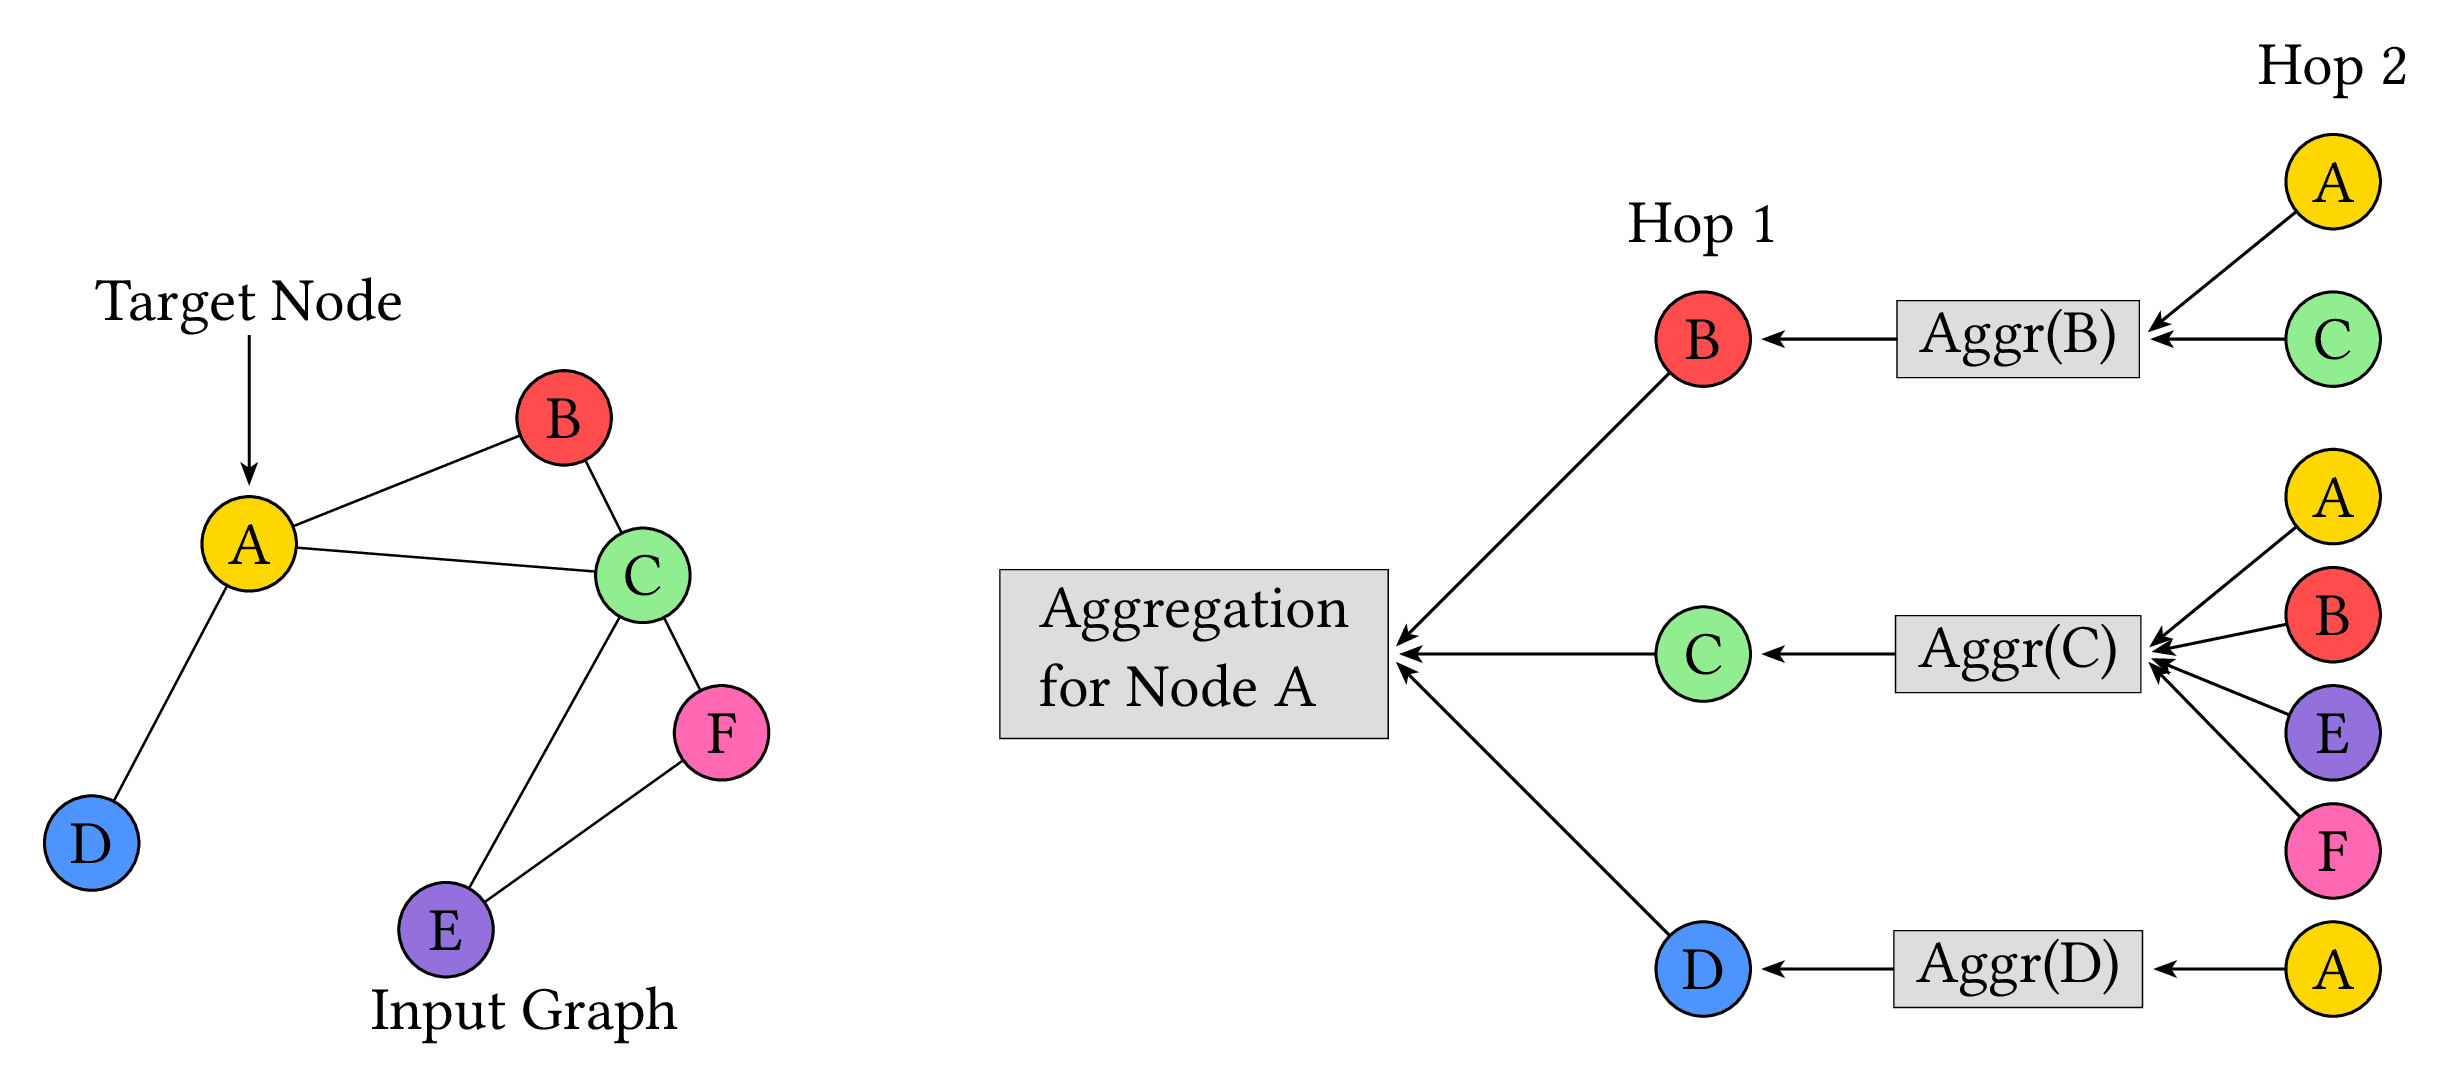 Target Node
A
B
C
D
E
F
Input Graph
Aggregation
for Node A
Hop 1
B
C
D
Aggr(B)
Aggr(C)
Aggr(D)
Hop 2
A
C
A
B
E
F
A